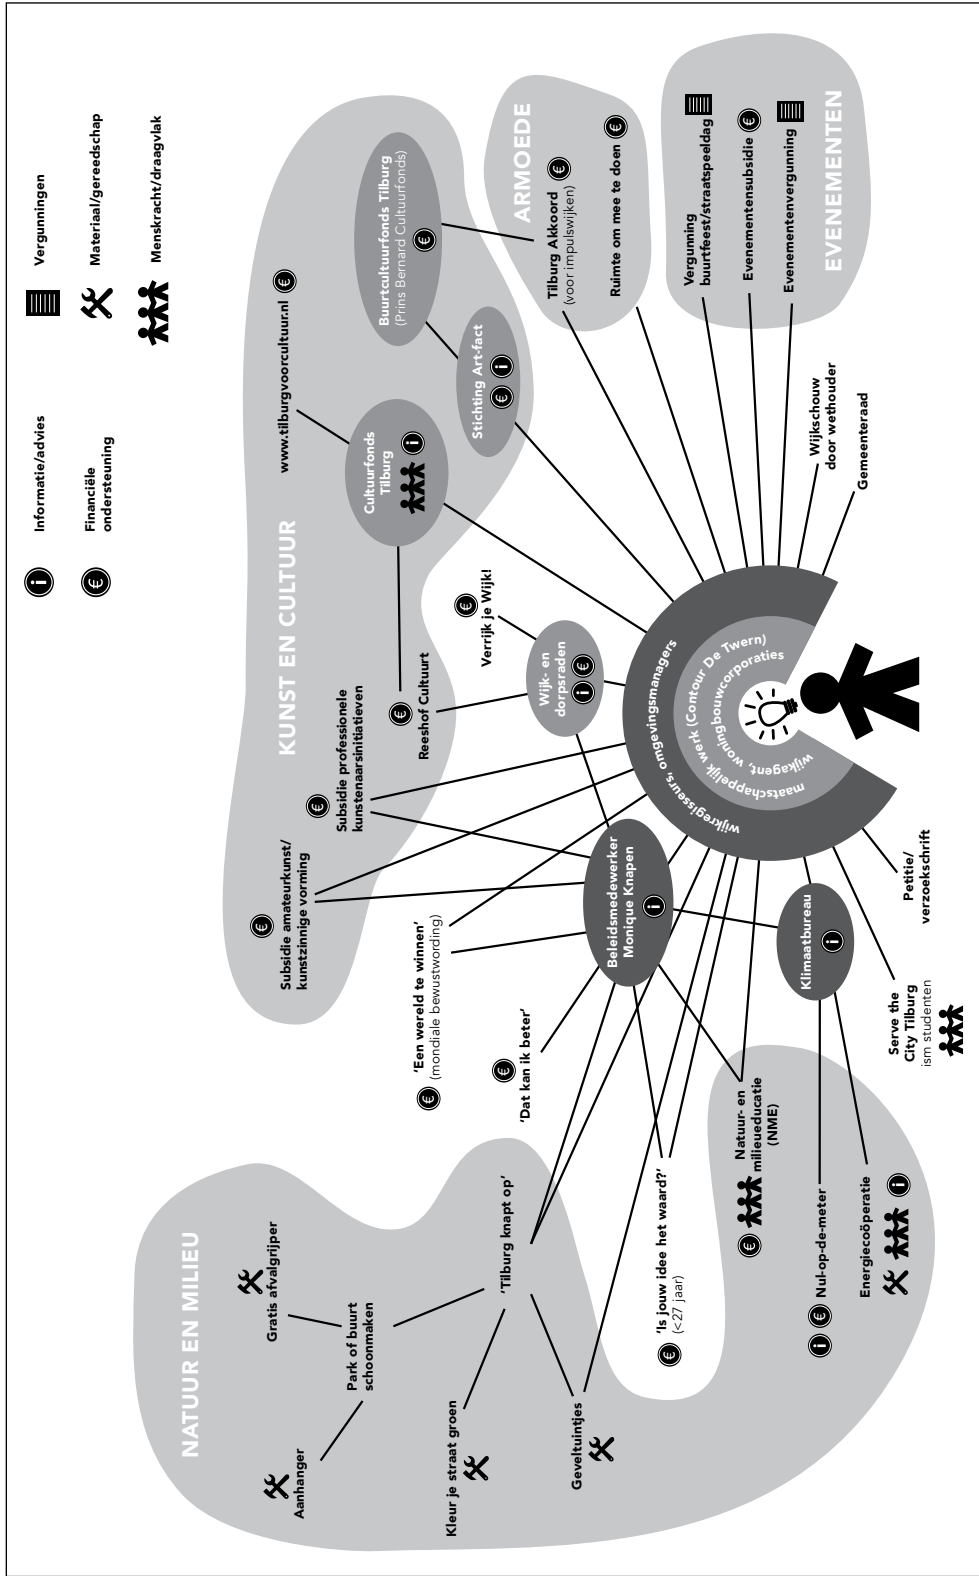 Informatie/advies
Financiële
ondersteuning
Vergunningen
Materiaal/gereedschap
Menskracht/draagvlak
NATUUR EN MILIEU
Aanhanger
Gratis afvalgrijper
Park of buurt
schoonmaken
Kleur je straat groen
'Tilburg knapt op'
Geveltuintjes
'Is jouw idee het waard?'
(<27 jaar)
Natuur- en
milieueducatie
(NME)
Nul-op-de-meter
Energiecoöperatie
KUNST EN CULTUUR
Subsidie amateurkunst/
kunstzinnige vorming
Subsidie professionele
kunstenaarsinitiatieven
Reeshof Cultuurt
www.tilburgvoorcultuur.nl
Cultuurfonds
Tilburg
Buurtcultuurfonds Tilburg
(Prins Bernard Cultuurfonds)
Stichting Art-fact
'Een wereld te winnen'
(mondiale bewustwording)
'Dat kan ik beter'
Verrijk je Wijk!
Wijk- en
dorpsraden
Beleidsmedewerker
Monique Knapen
Klimaatbureau
Serve the
City Tilburg
ism studenten
Petitie/
verzoekschrift
wijkregisseurs, omgevingsmanagers
maatschappelijk werk (Contour De Twern)
wijkagent, woningbouwcorporaties
ARMOEDE
Tilburg Akkoord
(voor impulswijken)
Ruimte om mee te doen
EVENEMENTEN
Vergunning
buurtfeest/straatspeeldag
Evenementensubsidie
Evenementenvergunning
Wijkschouw
door wethouder
Gemeenteraad